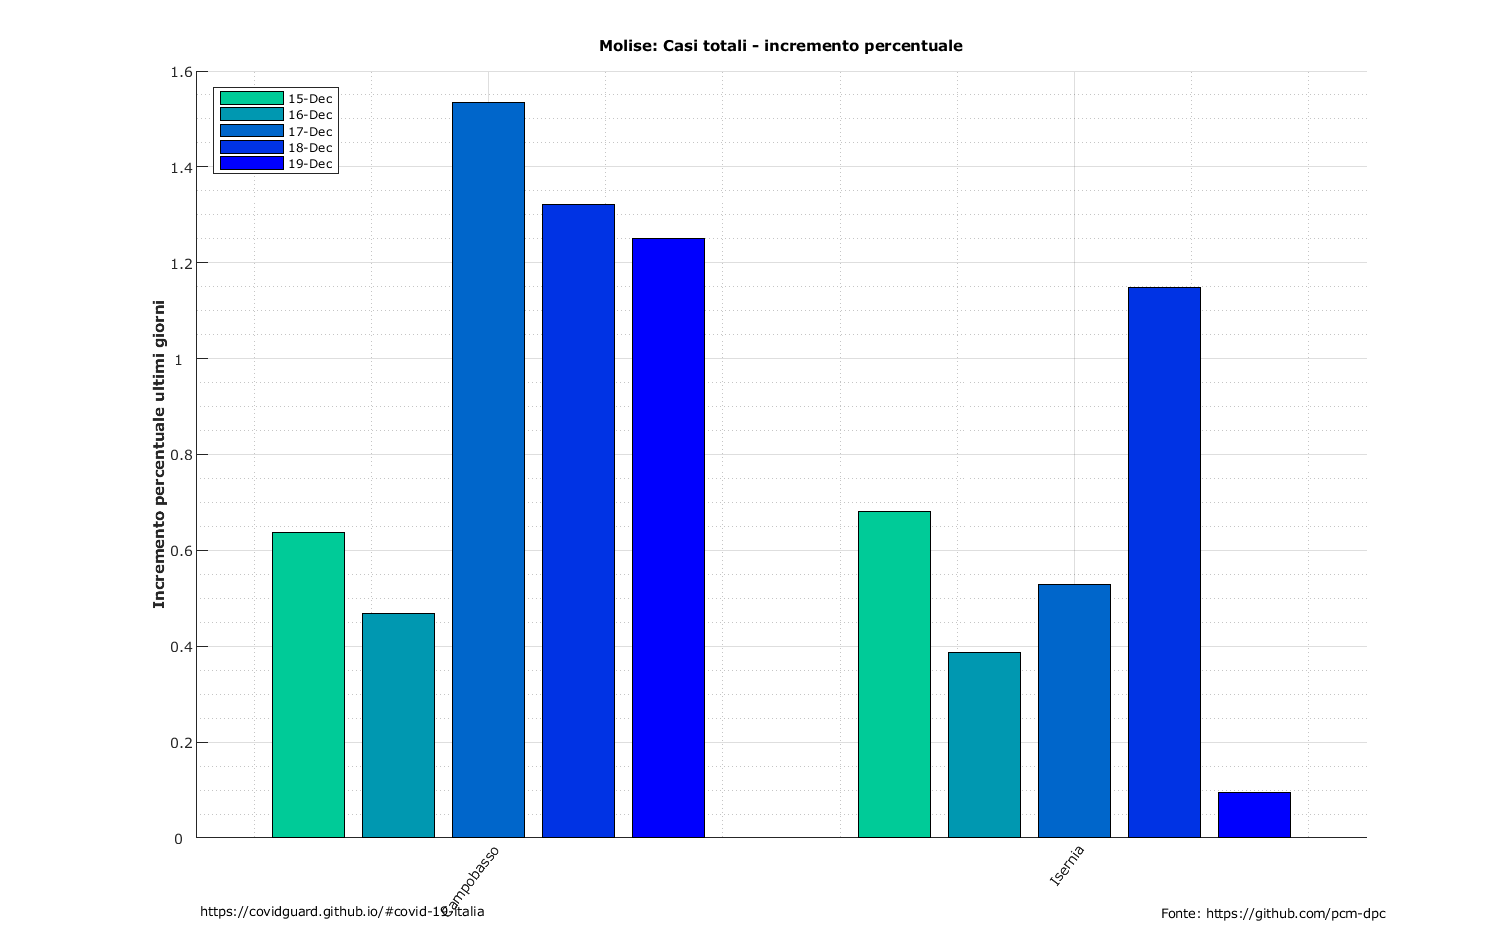 Molise: Casi totali - incremento percentuale
Incremento percentuale ultimi giorni
1.6
1.4
1.2
1
0.8
0.6
0.4
0.2
0
15-Dec
16-Dec
17-Dec
18-Dec
19-Dec
Campobasso
Isernia
https://covidguard.github.io/#covid-19-italia
Fonte: https://github.com/pcm-dpc